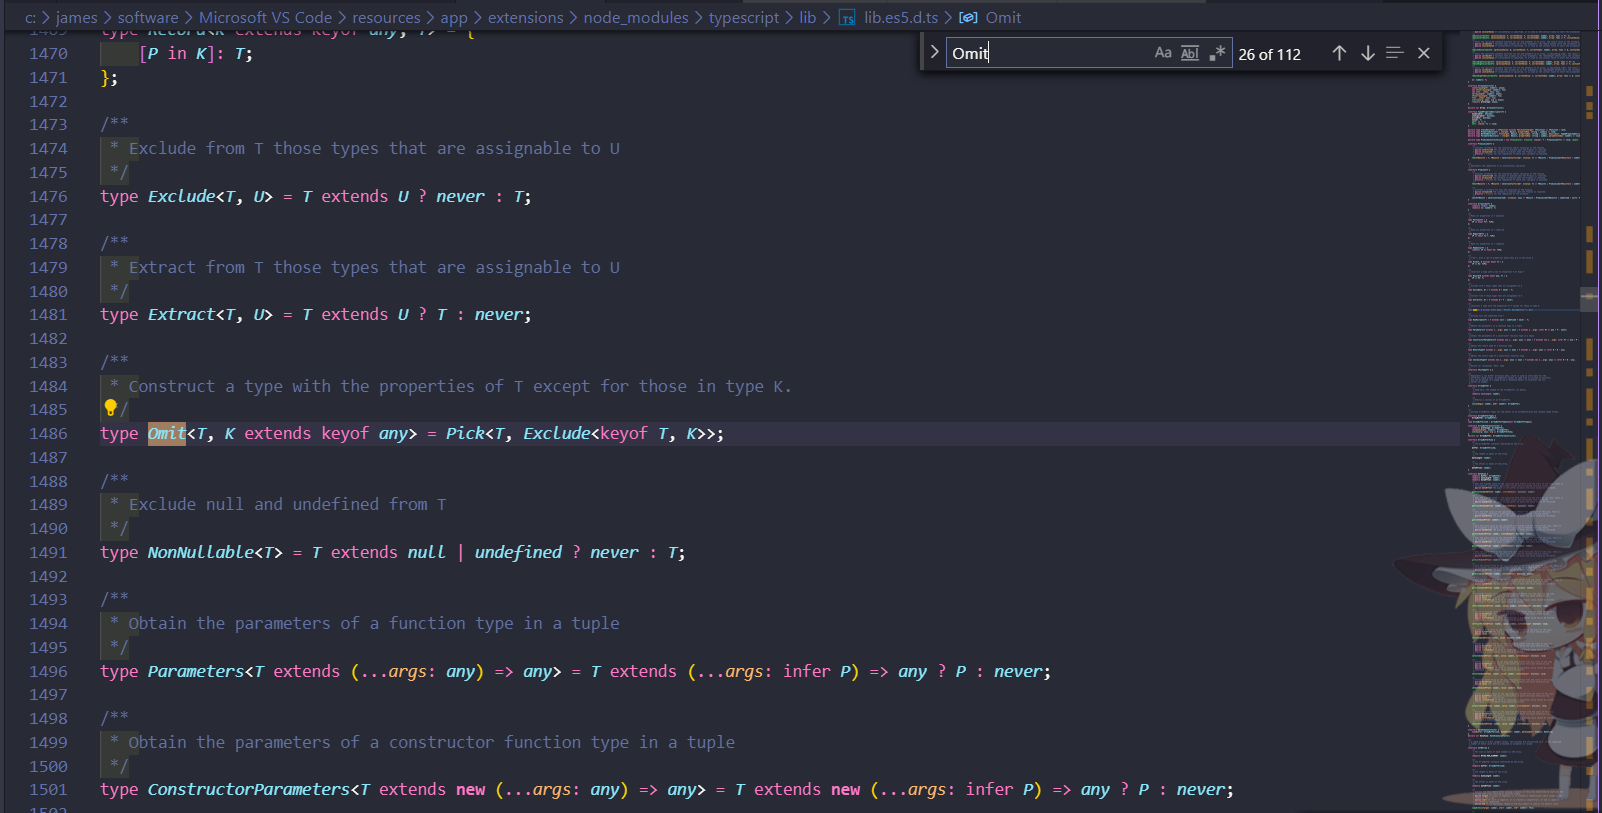 c: > james > software > Microsoft VS Code > resources > app > extensions > node_modules > typescript > lib > TS lib.es5.d.ts > Omit
Omit Aa Abl .* 26 of 112
1469 type Record<K extends keyof any, T> = {
1470 [P in K]: T;
1471 };
1472
1473 /**
1474 * Exclude from T those types that are assignable to U
1475 */
1476 type Exclude<T, U> = T extends U ? never : T;
1477
1478 /**
1479 * Extract from T those types that are assignable to U
1480 */
1481 type Extract<T, U> = T extends U ? T : never;
1482
1483 /**
1484 * Construct a type with the properties of T except for those in type K.
1485 /
1486 type Omit<T, K extends keyof any> = Pick<T, Exclude<keyof T, K>>;
1487
1488 /**
1489 * Exclude null and undefined from T
1490 */
1491 type NonNullable<T> = T extends null | undefined ? never : T;
1492
1493 /**
1494 * Obtain the parameters of a function type in a tuple
1495 */
1496 type Parameters<T extends (...args: any) => any> = T extends (...args: infer P) => any ? P : never;
1497
1498 /**
1499 * Obtain the parameters of a constructor function type in a tuple
1500 */
1501 type ConstructorParameters<T extends new (...args: any) => any> = T extends new (...args: infer P) => any ? P : never;
1502